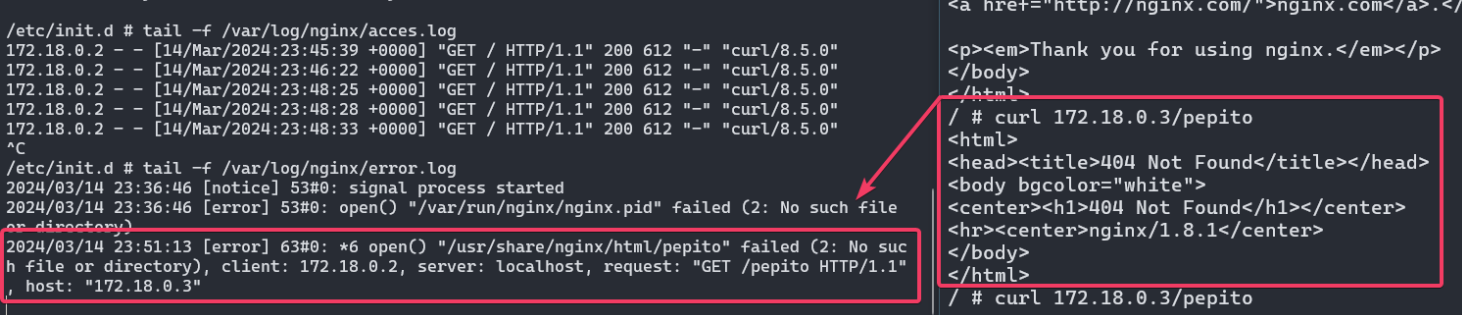 /etc/init.d # tail -f /var/log/nginx/acces.log
172.18.0.2 - - [14/Mar/2024:23:45:39 +0000] "GET / HTTP/1.1" 200 612 "-" "curl/8.5.0"
172.18.0.2 - - [14/Mar/2024:23:46:22 +0000] "GET / HTTP/1.1" 200 612 "-" "curl/8.5.0"
172.18.0.2 - - [14/Mar/2024:23:48:25 +0000] "GET / HTTP/1.1" 200 612 "-" "curl/8.5.0"
172.18.0.2 - - [14/Mar/2024:23:48:28 +0000] "GET / HTTP/1.1" 200 612 "-" "curl/8.5.0"
172.18.0.2 - - [14/Mar/2024:23:48:33 +0000] "GET / HTTP/1.1" 200 612 "-" "curl/8.5.0"
^C
/etc/init.d # tail -f /var/log/nginx/error.log
2024/03/14 23:36:46 [notice] 53#0: signal process started
2024/03/14 23:36:46 [error] 53#0: open() "/var/run/nginx/nginx.pid" failed (2: No such file
or directory)
2024/03/14 23:51:13 [error] 63#0: *6 open() "/usr/share/nginx/html/pepito" failed (2: No suc
h file or directory), client: 172.18.0.2, server: localhost, request: "GET /pepito HTTP/1.1"
, host: "172.18.0.3"
<a href="http://nginx.com/">nginx.com</a>.</
<p><em>Thank you for using nginx.</em></p>
</body>
</html>
/ # curl 172.18.0.3/pepito
<html>
<head><title>404 Not Found</title></head>
<body bgcolor="white">
<center><h1>404 Not Found</h1></center>
<hr><center>nginx/1.8.1</center>
</body>
</html>
/ # curl 172.18.0.3/pepito